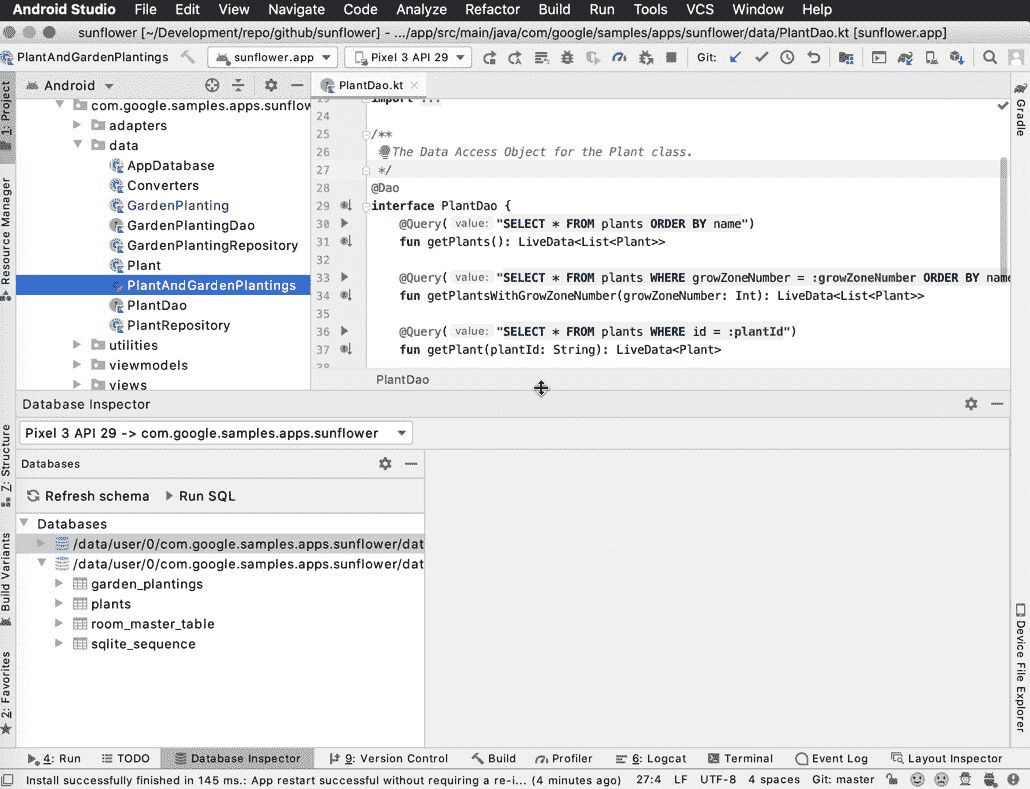 Android Studio File Edit View Navigate Code Analyze Refactor Build Run Tools VCS Window Help
sunflower [~/Development/repo/github/sunflower] - .../app/src/main/java/com/google/samples/apps/sunflower/data/PlantDao.kt [sunflower.app]
PlantAndGardenPlantings sunflower.app Pixel 3 API 29 Git:
Android PlantDao.kt
1: Project
Resource Manager
Z: Structure
Build Variants
2: Favorites
com.google.samples.apps.sunflow
adapters
data
AppDatabase
Converters
GardenPlanting
GardenPlantingDao
GardenPlantingRepository
Plant
PlantAndGardenPlantings
PlantDao
PlantRepository
utilities
viewmodels
views
import ...
24
25 /**
26 The Data Access Object for the Plant class.
27 */
28 @Dao
29 interface PlantDao {
30 @Query( value: "SELECT * FROM plants ORDER BY name")
31 fun getPlants(): LiveData<List<Plant>>
32
33 @Query( value: "SELECT * FROM plants WHERE growZoneNumber = :growZoneNumber ORDER BY name
34 fun getPlantsWithGrowZoneNumber(growZoneNumber: Int): LiveData<List<Plant>>
35
36 @Query( value: "SELECT * FROM plants WHERE id = :plantId")
37 fun getPlant(plantId: String): LiveData<Plant>
PlantDao
Gradle
Device File Explorer
Database Inspector
Pixel 3 API 29 -> com.google.samples.apps.sunflower
Databases
Refresh schema Run SQL
Databases
/data/user/0/com.google.samples.apps.sunflower/dat
/data/user/0/com.google.samples.apps.sunflower/dat
garden_plantings
plants
room_master_table
sqlite_sequence
4: Run TODO Database Inspector 9: Version Control Build Profiler 6: Logcat Terminal Event Log Layout Inspector
Install successfully finished in 145 ms.: App restart successful without requiring a re-i... (4 minutes ago) 27:4 LF UTF-8 4 spaces Git: master